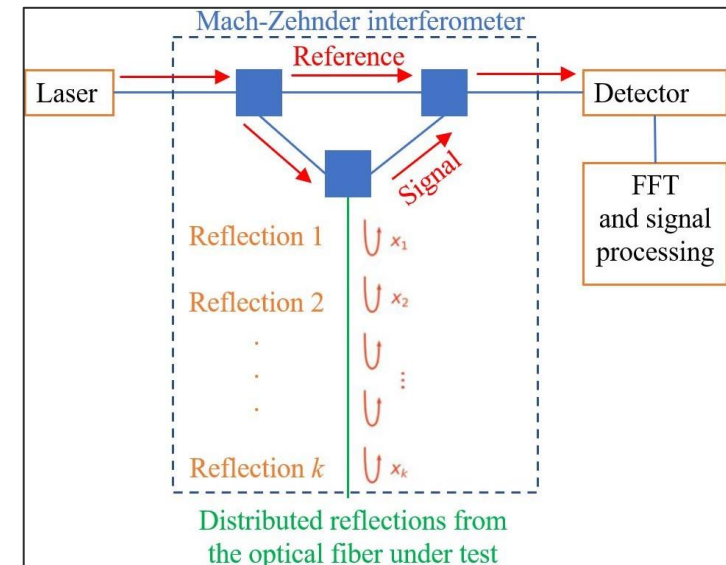 Mach-Zehnder interferometer
Reference
Laser
Detector
Signal
FFT
and signal
processing
Reflection 1
x₁
Reflection 2
x₂
.
.
⋮
.
Reflection k
xₖ
Distributed reflections from
the optical fiber under test